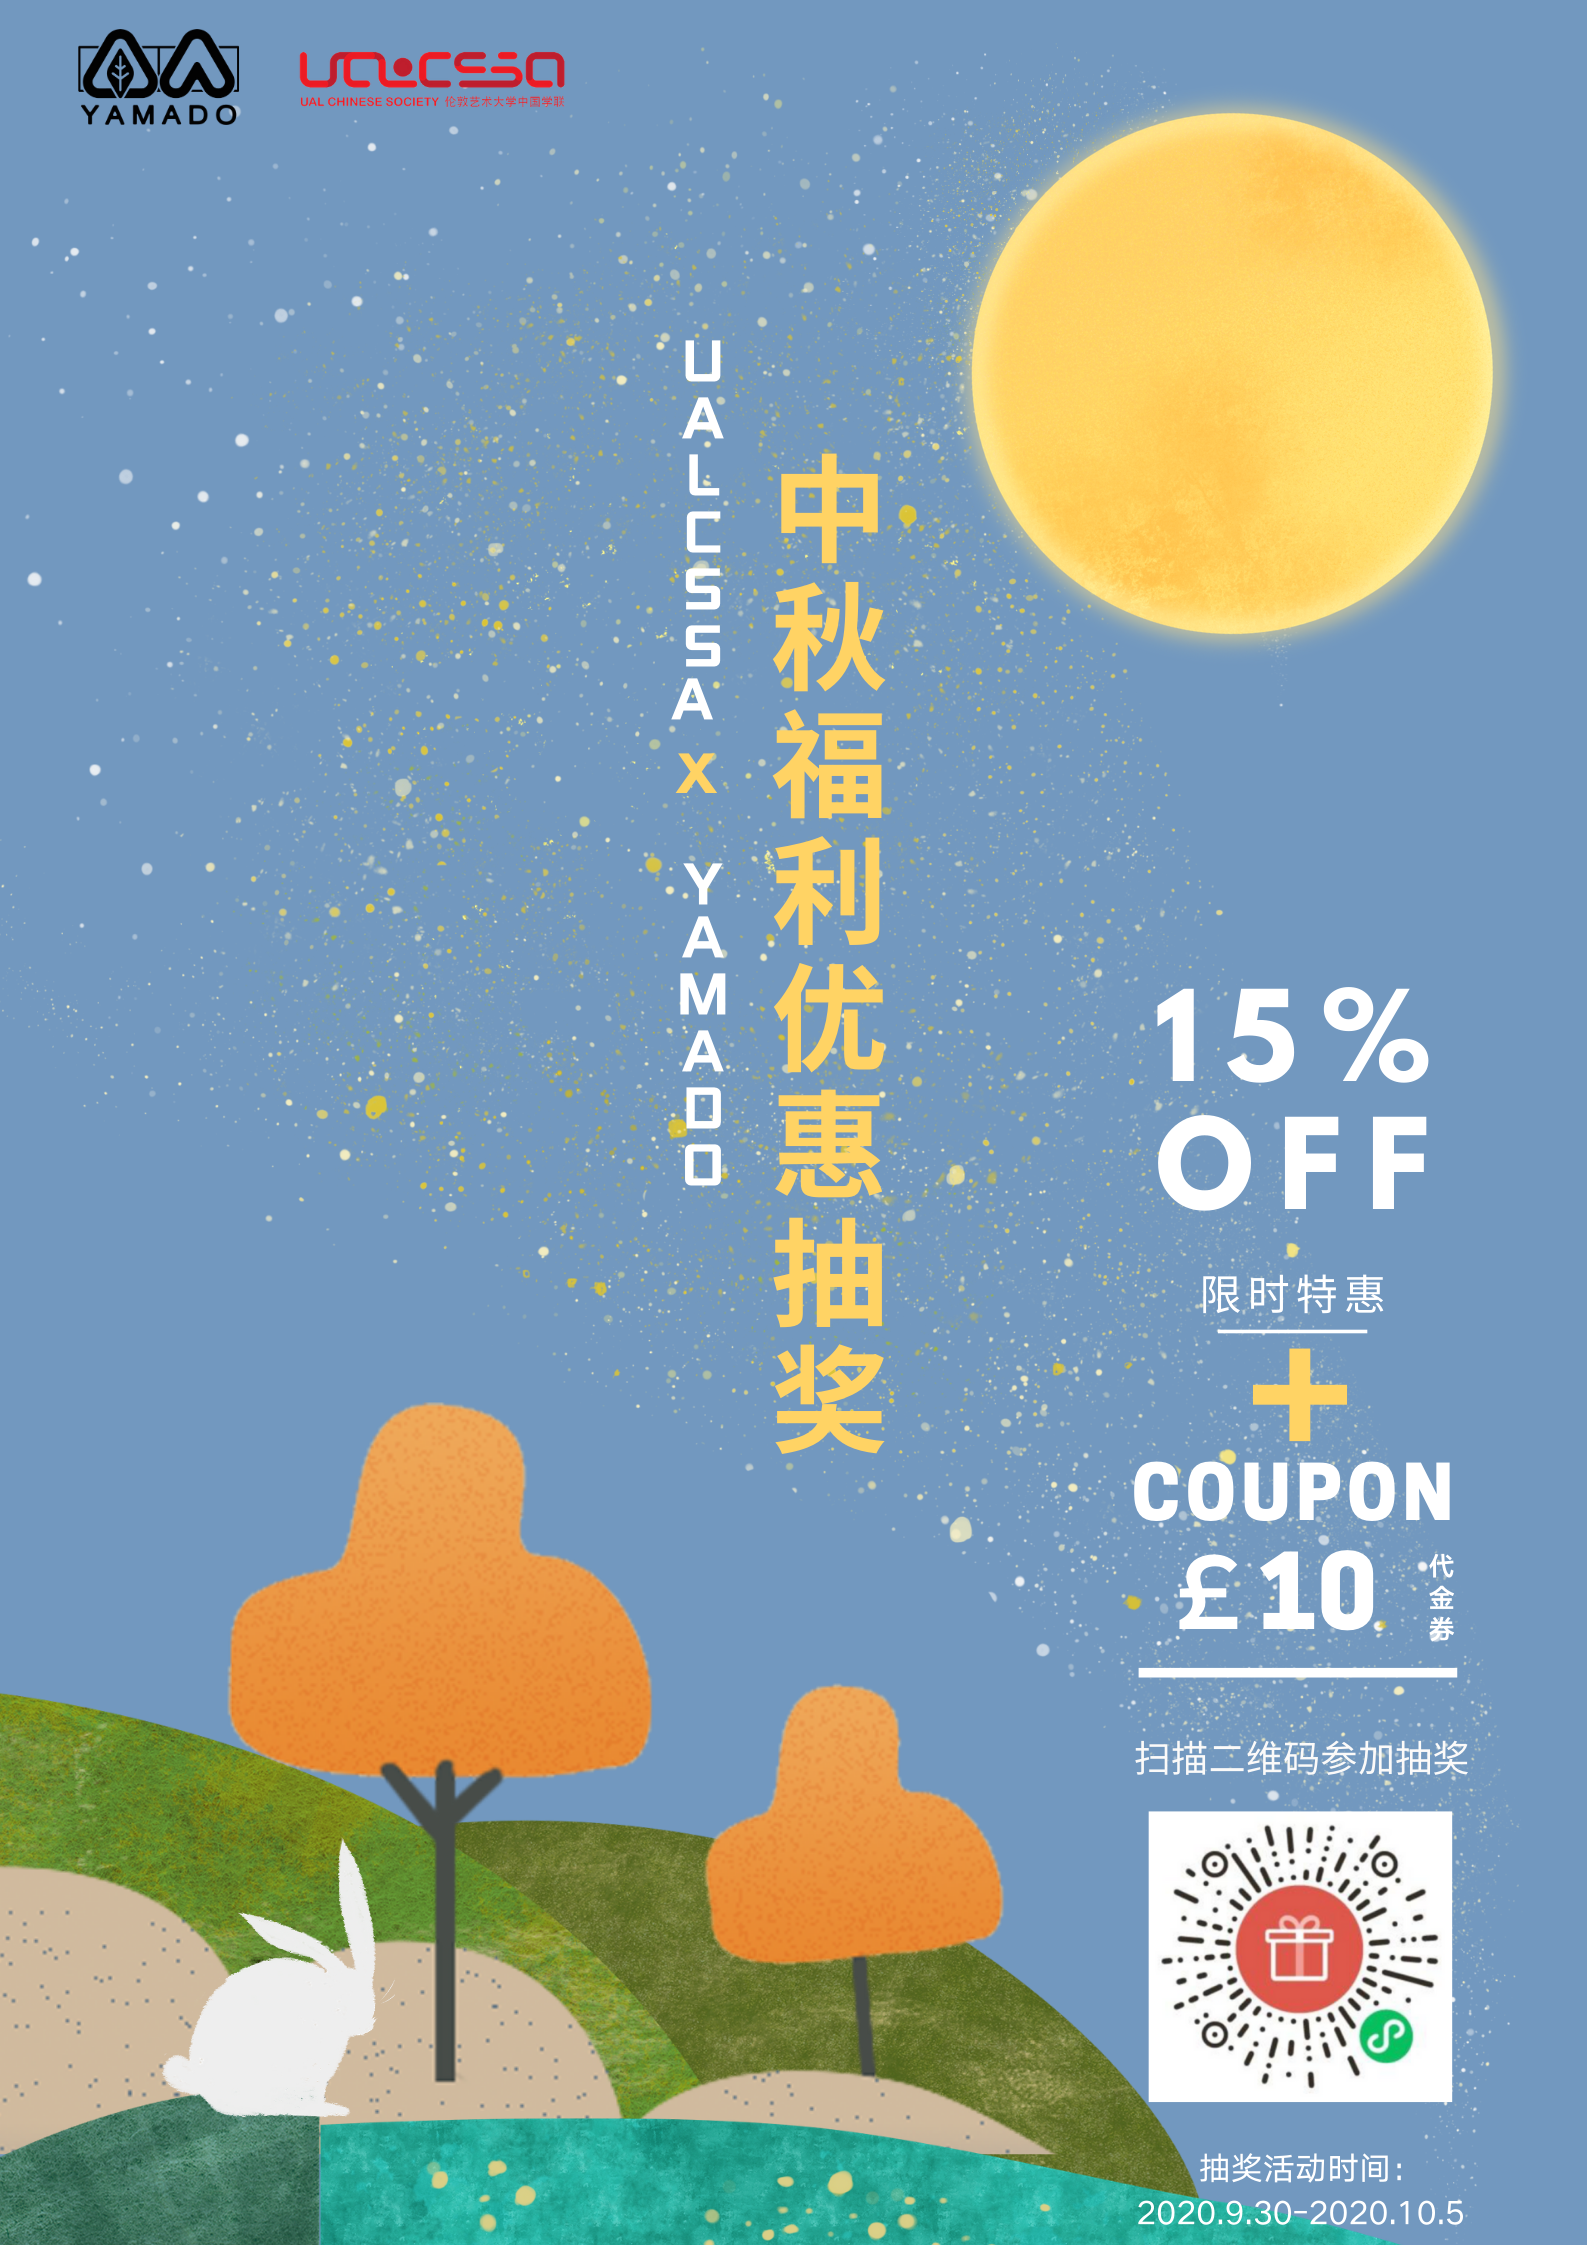 YAMADO
UALCSSA
UAL CHINESE SOCIETY 伦敦艺术大学中国学联
UALCSSA x YAMADO
中秋福利优惠抽奖
15%
OFF
限时特惠
+
COUPON
£10
代金券
扫描二维码参加抽奖
抽奖活动时间：
2020.9.30-2020.10.5